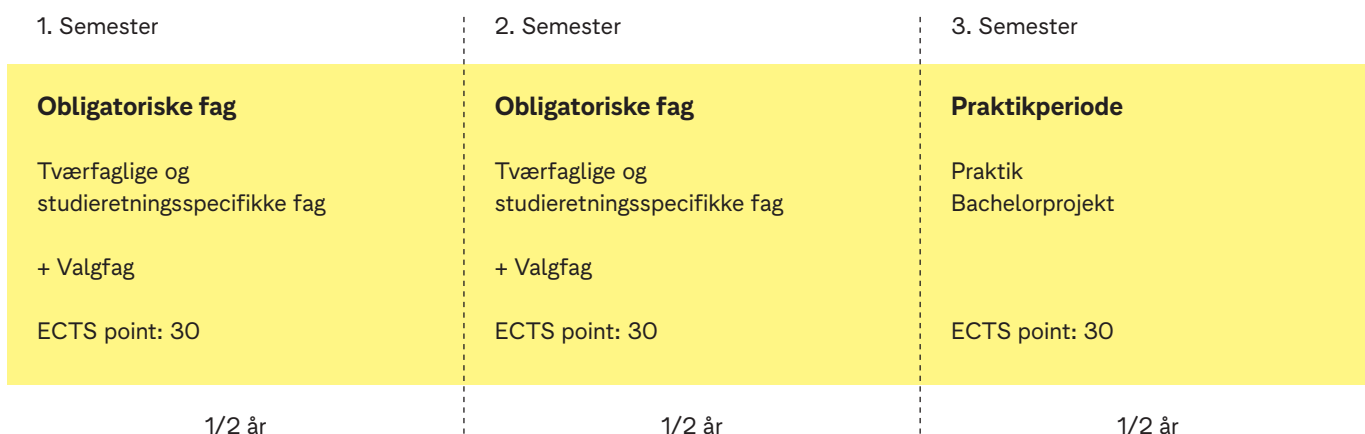 1. Semester
Obligatoriske fag
Tværfaglige og
studieretningsspecifikke fag
+ Valgfag
ECTS point: 30
1/2 år
2. Semester
Obligatoriske fag
Tværfaglige og
studieretningsspecifikke fag
+ Valgfag
ECTS point: 30
1/2 år
3. Semester
Praktikperiode
Praktik
Bachelorprojekt
ECTS point: 30
1/2 år